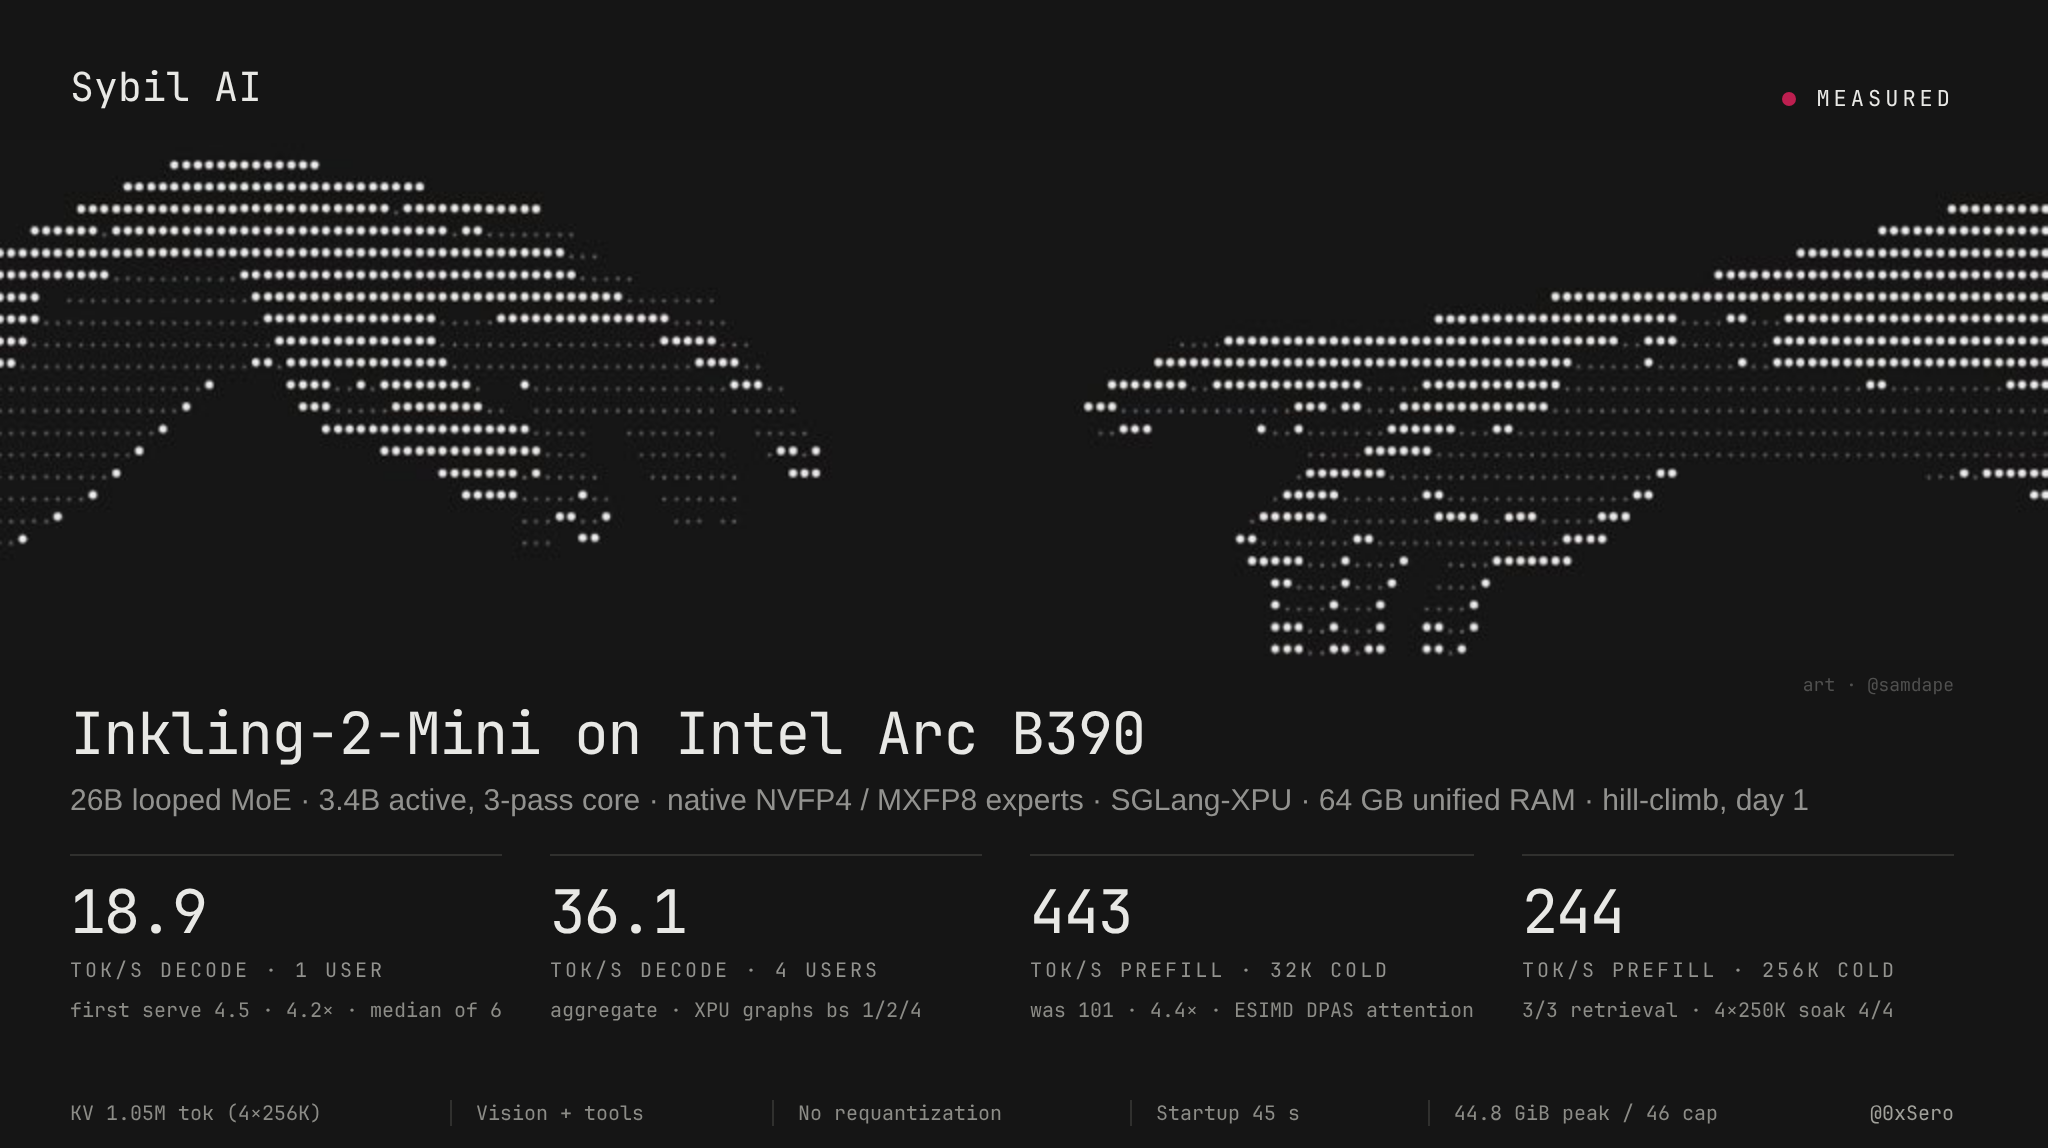 Sybil AI
MEASURED
art · @samdape
Inkling-2-Mini on Intel Arc B390
26B looped MoE · 3.4B active, 3-pass core · native NVFP4 / MXFP8 experts · SGLang-XPU · 64 GB unified RAM · hill-climb, day 1
18.9
TOK/S DECODE · 1 USER
first serve 4.5 · 4.2× · median of 6
36.1
TOK/S DECODE · 4 USERS
aggregate · XPU graphs bs 1/2/4
443
TOK/S PREFILL · 32K COLD
was 101 · 4.4× · ESIMD DPAS attention
244
TOK/S PREFILL · 256K COLD
3/3 retrieval · 4×250K soak 4/4
KV 1.05M tok (4×256K)
Vision + tools
No requantization
Startup 45 s
44.8 GiB peak / 46 cap
@0xSero